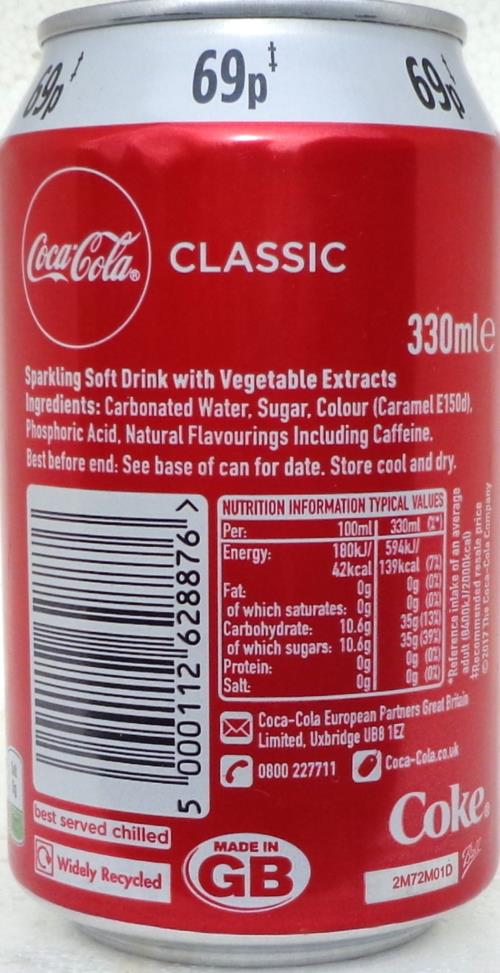 69p‡ 69p‡ 69p‡
Coca-Cola® CLASSIC
330ml e
Sparkling Soft Drink with Vegetable Extracts
Ingredients: Carbonated Water, Sugar, Colour (Caramel E150d),
Phosphoric Acid, Natural Flavourings Including Caffeine.
Best before end: See base of can for date. Store cool and dry.
NUTRITION INFORMATION TYPICAL VALUES
Per: 100ml 330ml (%*)
Energy: 180kJ/ 594kJ/
42kcal 139kcal (7%)
Fat: 0g 0g (0%)
of which saturates: 0g 0g (0%)
Carbohydrate: 10.6g 35g (13%)
of which sugars: 10.6g 35g (39%)
Protein: 0g 0g (0%)
Salt: 0g 0g (0%)
*Reference intake of an average
adult (8400kJ/2000kcal)
‡Recommended resale price
©2017 The Coca-Cola Company
5 000112 628876 >
Coca-Cola European Partners Great Britain
Limited, Uxbridge UB8 1EZ
0800 227711 Coca-Cola.co.uk
Coke®
best served chilled
Widely Recycled
MADE IN
GB
2M72M01D
Ball